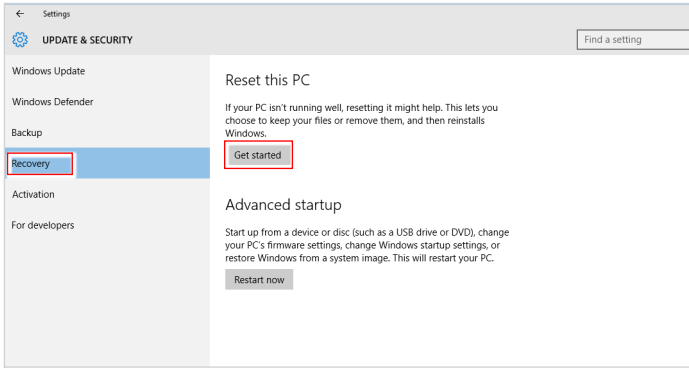 Settings
UPDATE & SECURITY
Find a setting
Windows Update
Windows Defender
Backup
Recovery
Activation
For developers
Reset this PC
If your PC isn't running well, resetting it might help. This lets you
choose to keep your files or remove them, and then reinstalls
Windows.
Get started
Advanced startup
Start up from a device or disc (such as a USB drive or DVD), change
your PC's firmware settings, change Windows startup settings, or
restore Windows from a system image. This will restart your PC.
Restart now